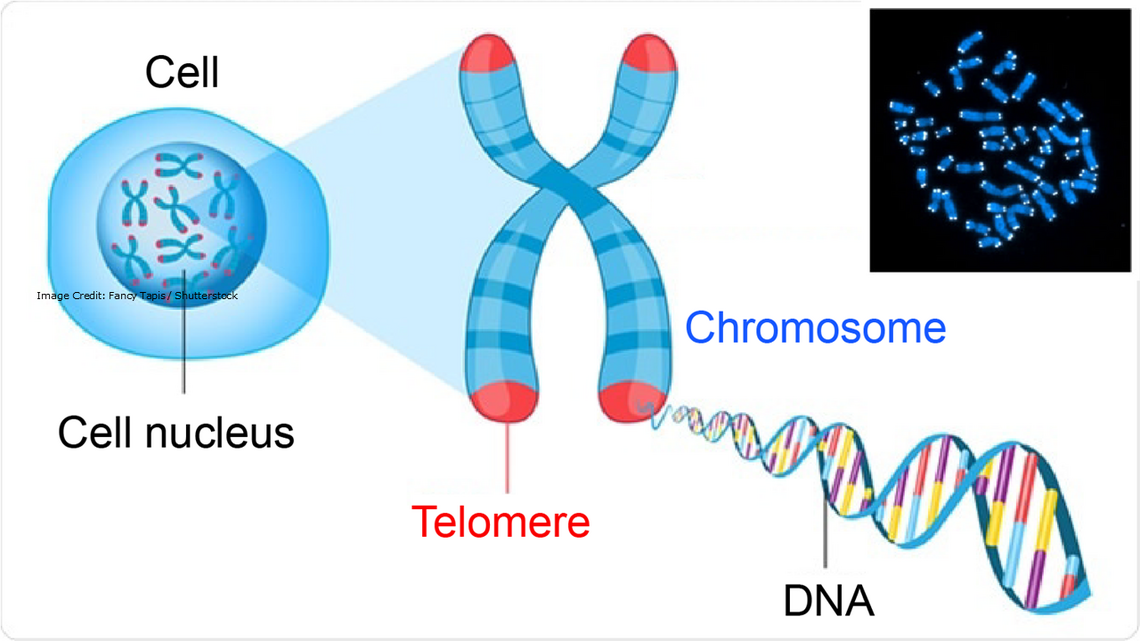 Cell
Image Credit: Fancy Tapis/ Shutterstock
Chromosome
Cell nucleus
Telomere
DNA